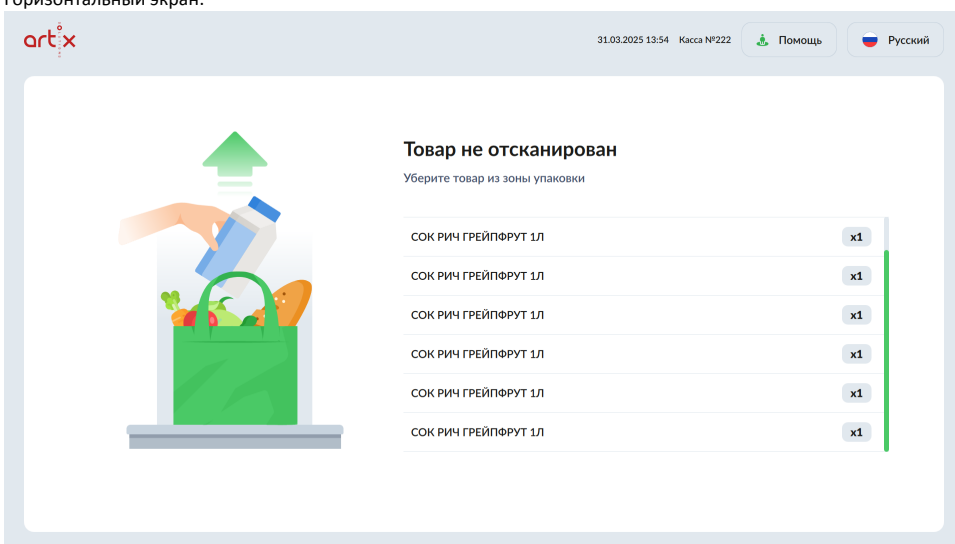 Горизонтальный экран:
artix
31.03.2025 13:54 Касса №222 Помощь Русский
Товар не отсканирован
Уберите товар из зоны упаковки
СОК РИЧ ГРЕЙПФРУТ 1Л x1
СОК РИЧ ГРЕЙПФРУТ 1Л x1
СОК РИЧ ГРЕЙПФРУТ 1Л x1
СОК РИЧ ГРЕЙПФРУТ 1Л x1
СОК РИЧ ГРЕЙПФРУТ 1Л x1
СОК РИЧ ГРЕЙПФРУТ 1Л x1